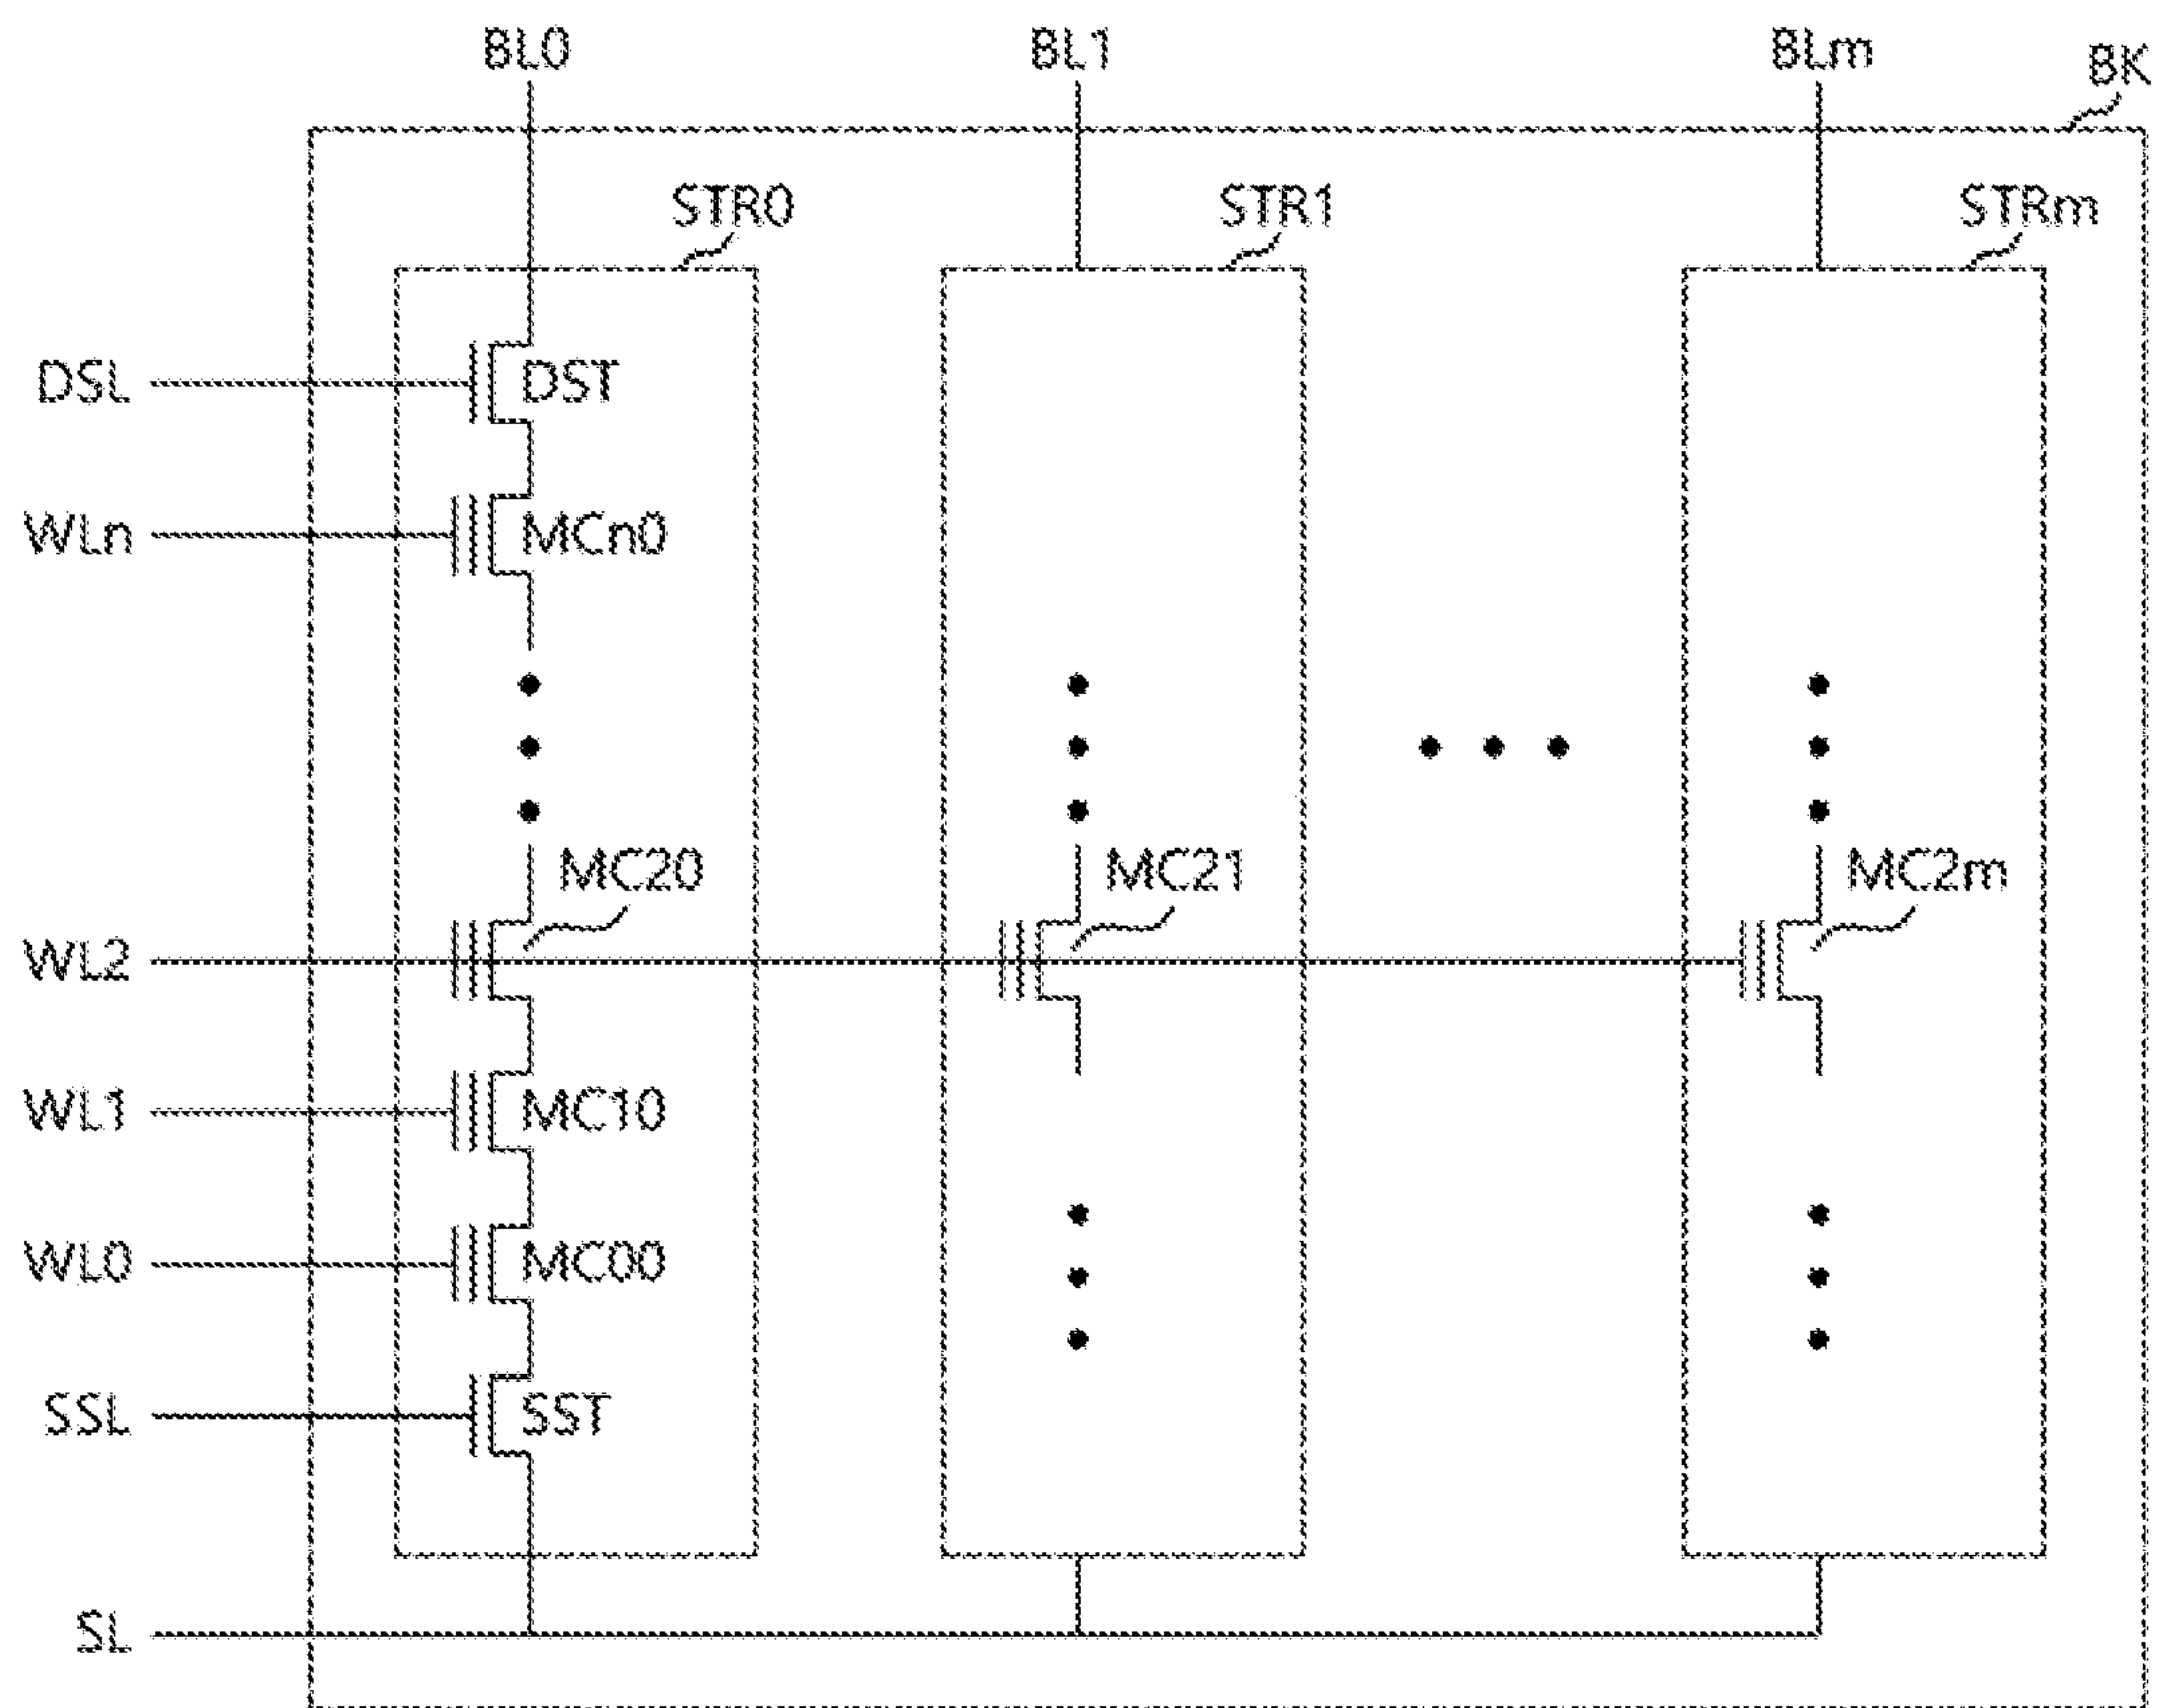 BL0 BL1 BLm BK
STR0 STR1 STRm
DSL DST
WLn MCn0
MC20 MC21 MC2m
WL2
WL1 MC10
WL0 MC00
SSL SST
SL